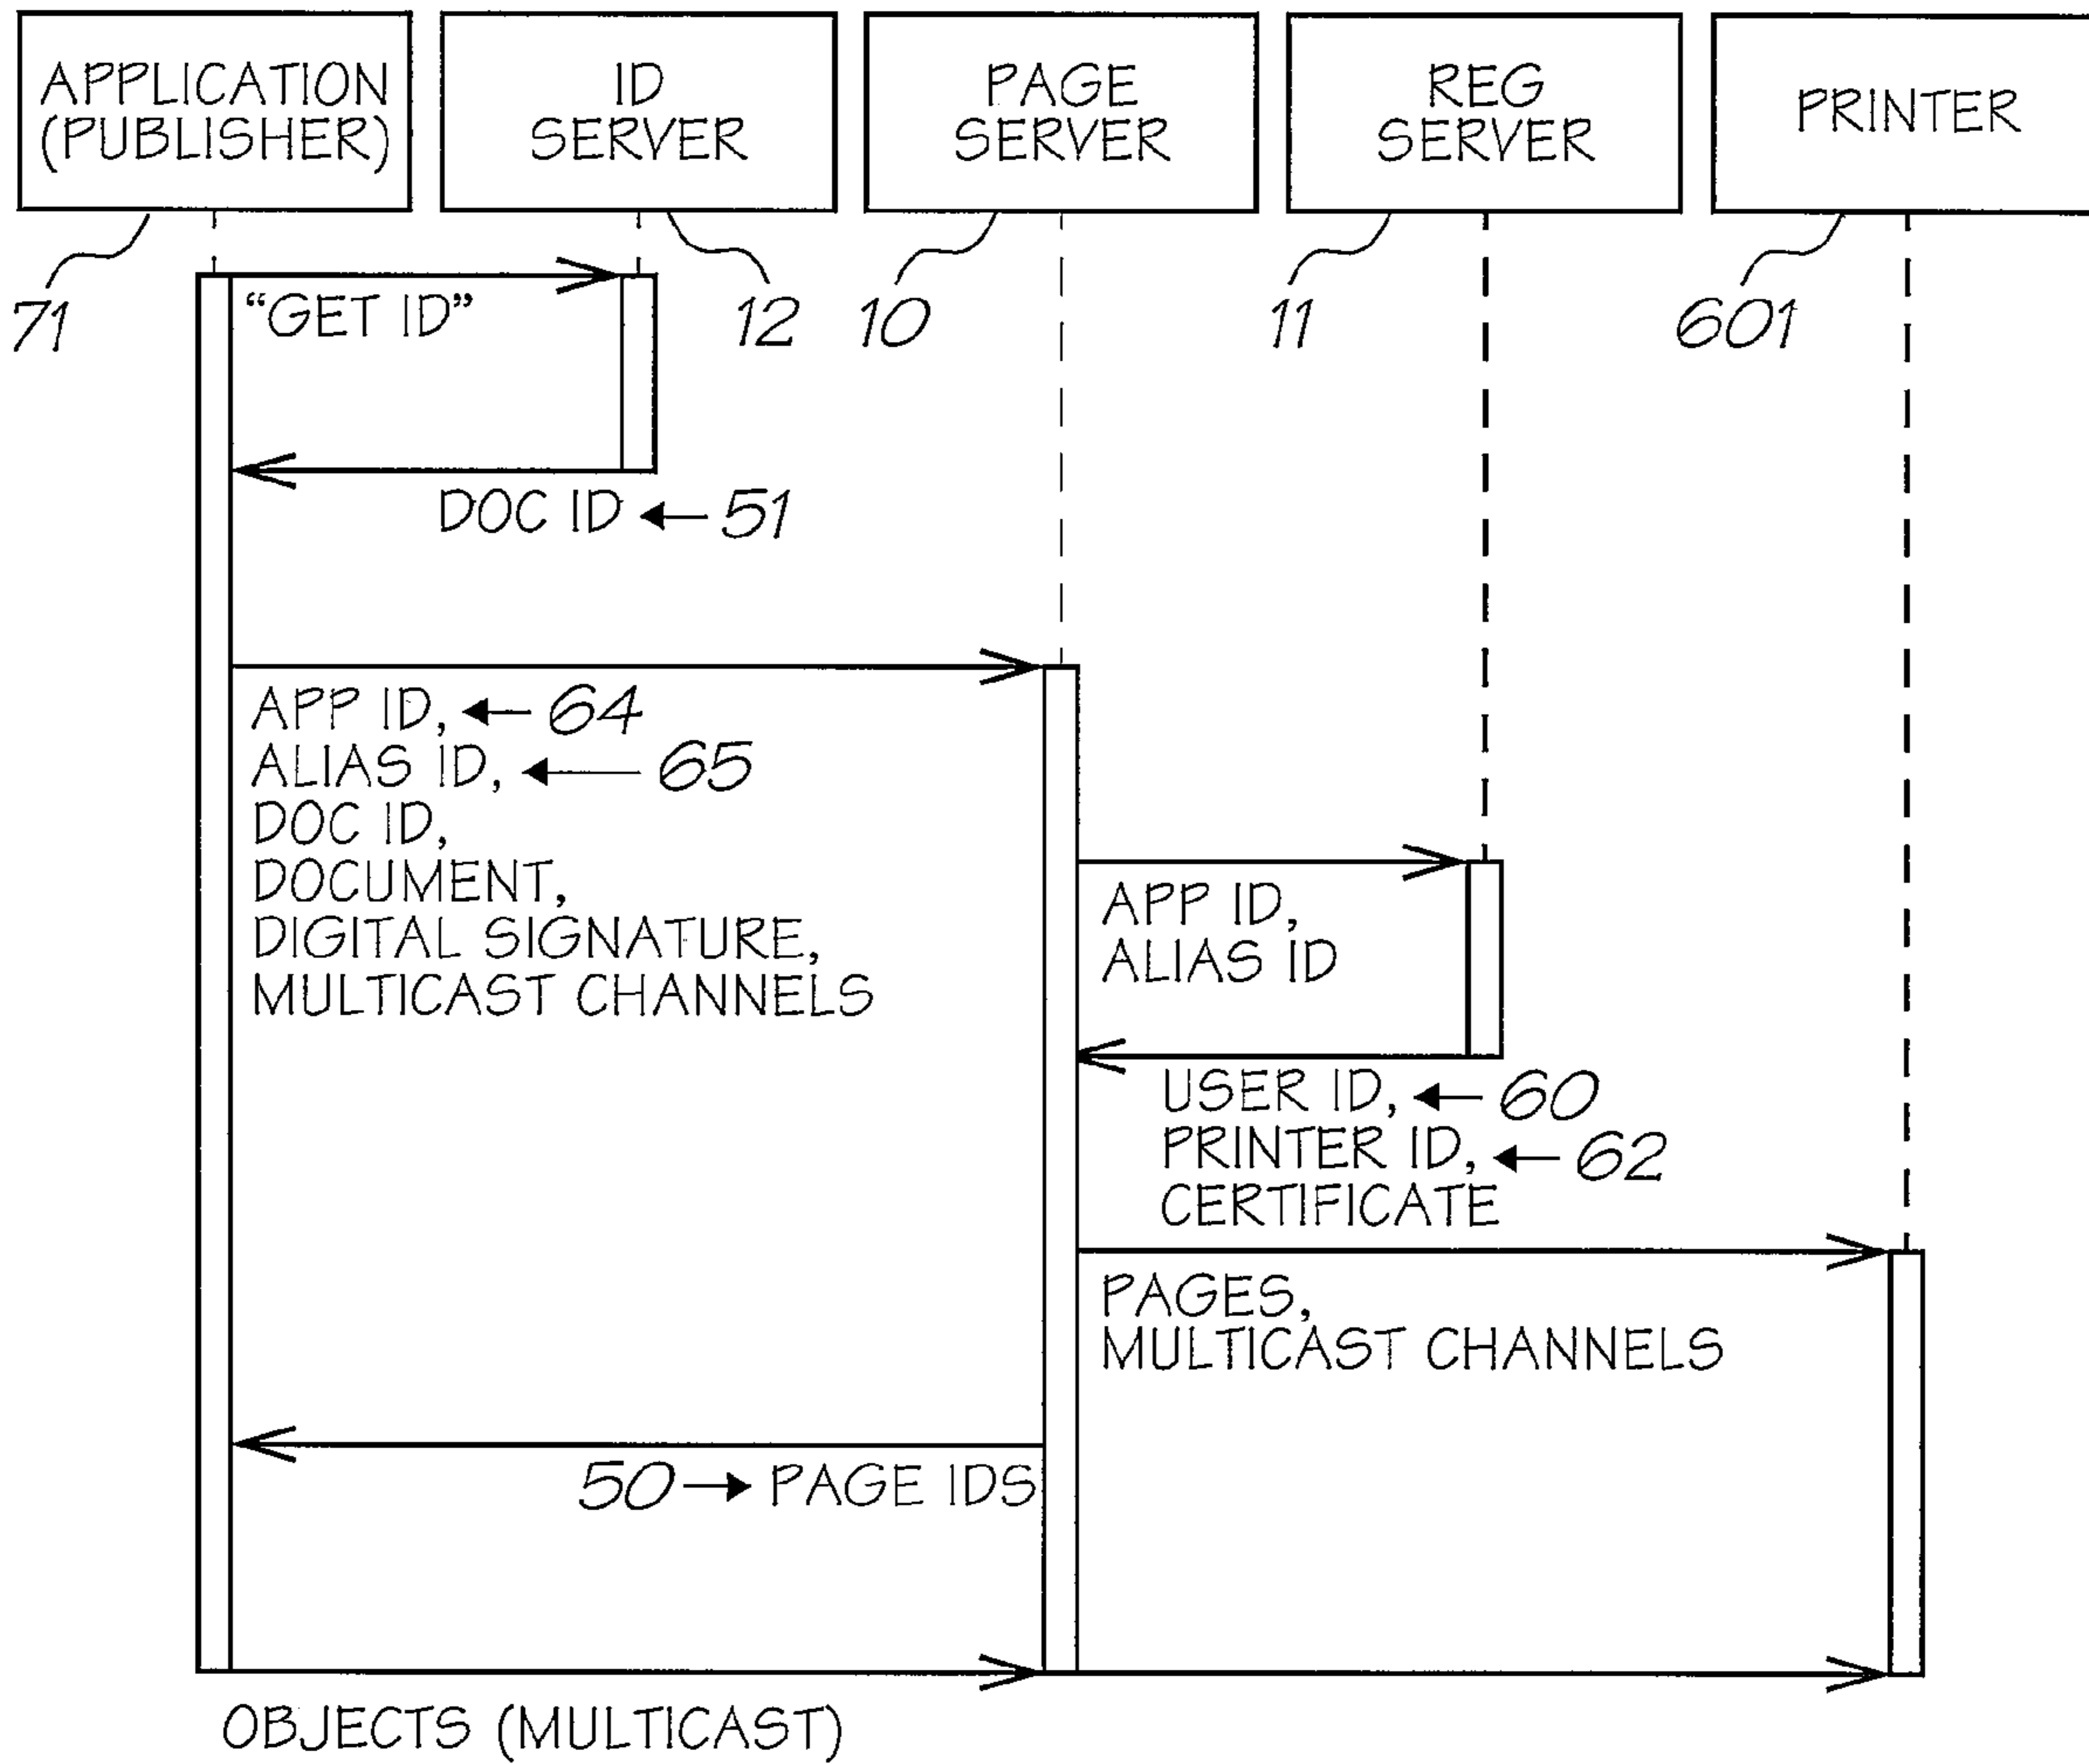 APPLICATION
(PUBLISHER)
ID
SERVER
PAGE
SERVER
REG
SERVER
PRINTER
71
12
10
11
601
“GET ID”
DOC ID 51
APP ID, 64
ALIAS ID, 65
DOC ID,
DOCUMENT,
DIGITAL SIGNATURE,
MULTICAST CHANNELS
APP ID,
ALIAS ID
USER ID, 60
PRINTER ID, 62
CERTIFICATE
PAGES,
MULTICAST CHANNELS
50 PAGE IDS
OBJECTS (MULTICAST)